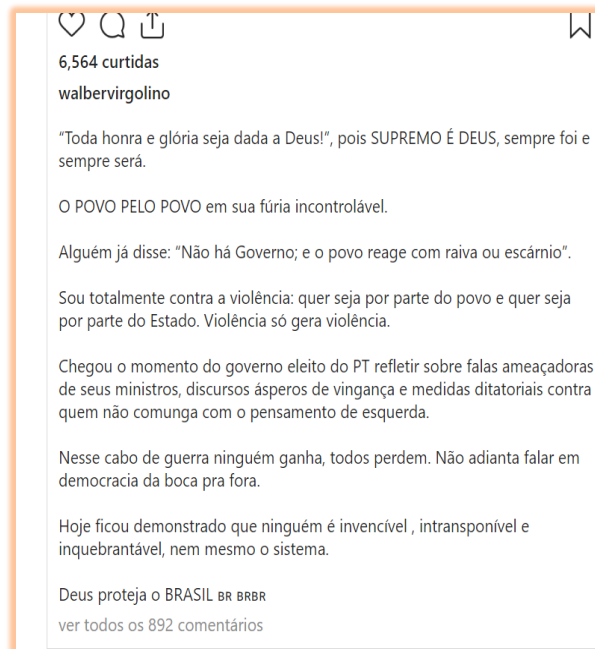 6,564 curtidas
walbervirgolino
“Toda honra e glória seja dada a Deus!”, pois SUPREMO É DEUS, sempre foi e
sempre será.
O POVO PELO POVO em sua fúria incontrolável.
Alguém já disse: “Não há Governo; e o povo reage com raiva ou escárnio”.
Sou totalmente contra a violência: quer seja por parte do povo e quer seja
por parte do Estado. Violência só gera violência.
Chegou o momento do governo eleito do PT refletir sobre falas ameaçadoras
de seus ministros, discursos ásperos de vingança e medidas ditatoriais contra
quem não comunga com o pensamento de esquerda.
Nesse cabo de guerra ninguém ganha, todos perdem. Não adianta falar em
democracia da boca pra fora.
Hoje ficou demonstrado que ninguém é invencível , intransponível e
inquebrantável, nem mesmo o sistema.
Deus proteja o BRASIL BR BRBR
ver todos os 892 comentários